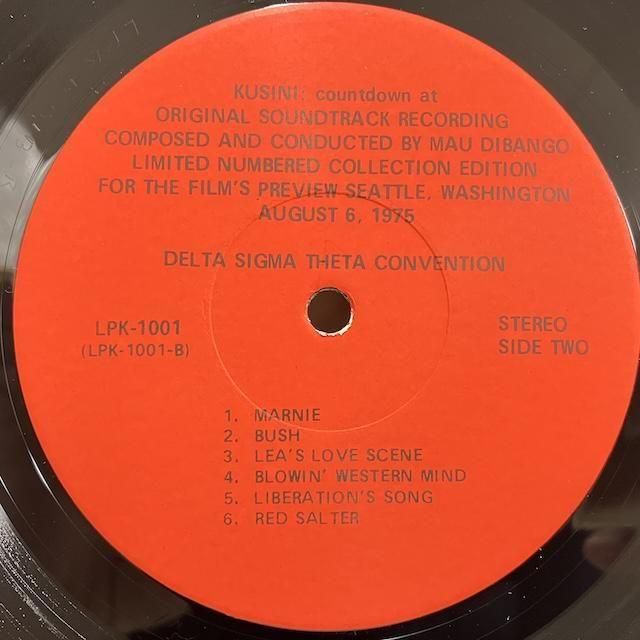 KUSINI: countdown at
ORIGINAL SOUNDTRACK RECORDING
COMPOSED AND CONDUCTED BY MAU DIBANGO
LIMITED NUMBERED COLLECTION EDITION
FOR THE FILM'S PREVIEW SEATTLE, WASHINGTON
AUGUST 6, 1975
DELTA SIGMA THETA CONVENTION
LPK-1001
(LPK-1001-B)
STEREO
SIDE TWO
1. MARNIE
2. BUSH
3. LEA'S LOVE SCENE
4. BLOWIN' WESTERN MIND
5. LIBERATION'S SONG
6. RED SALTER